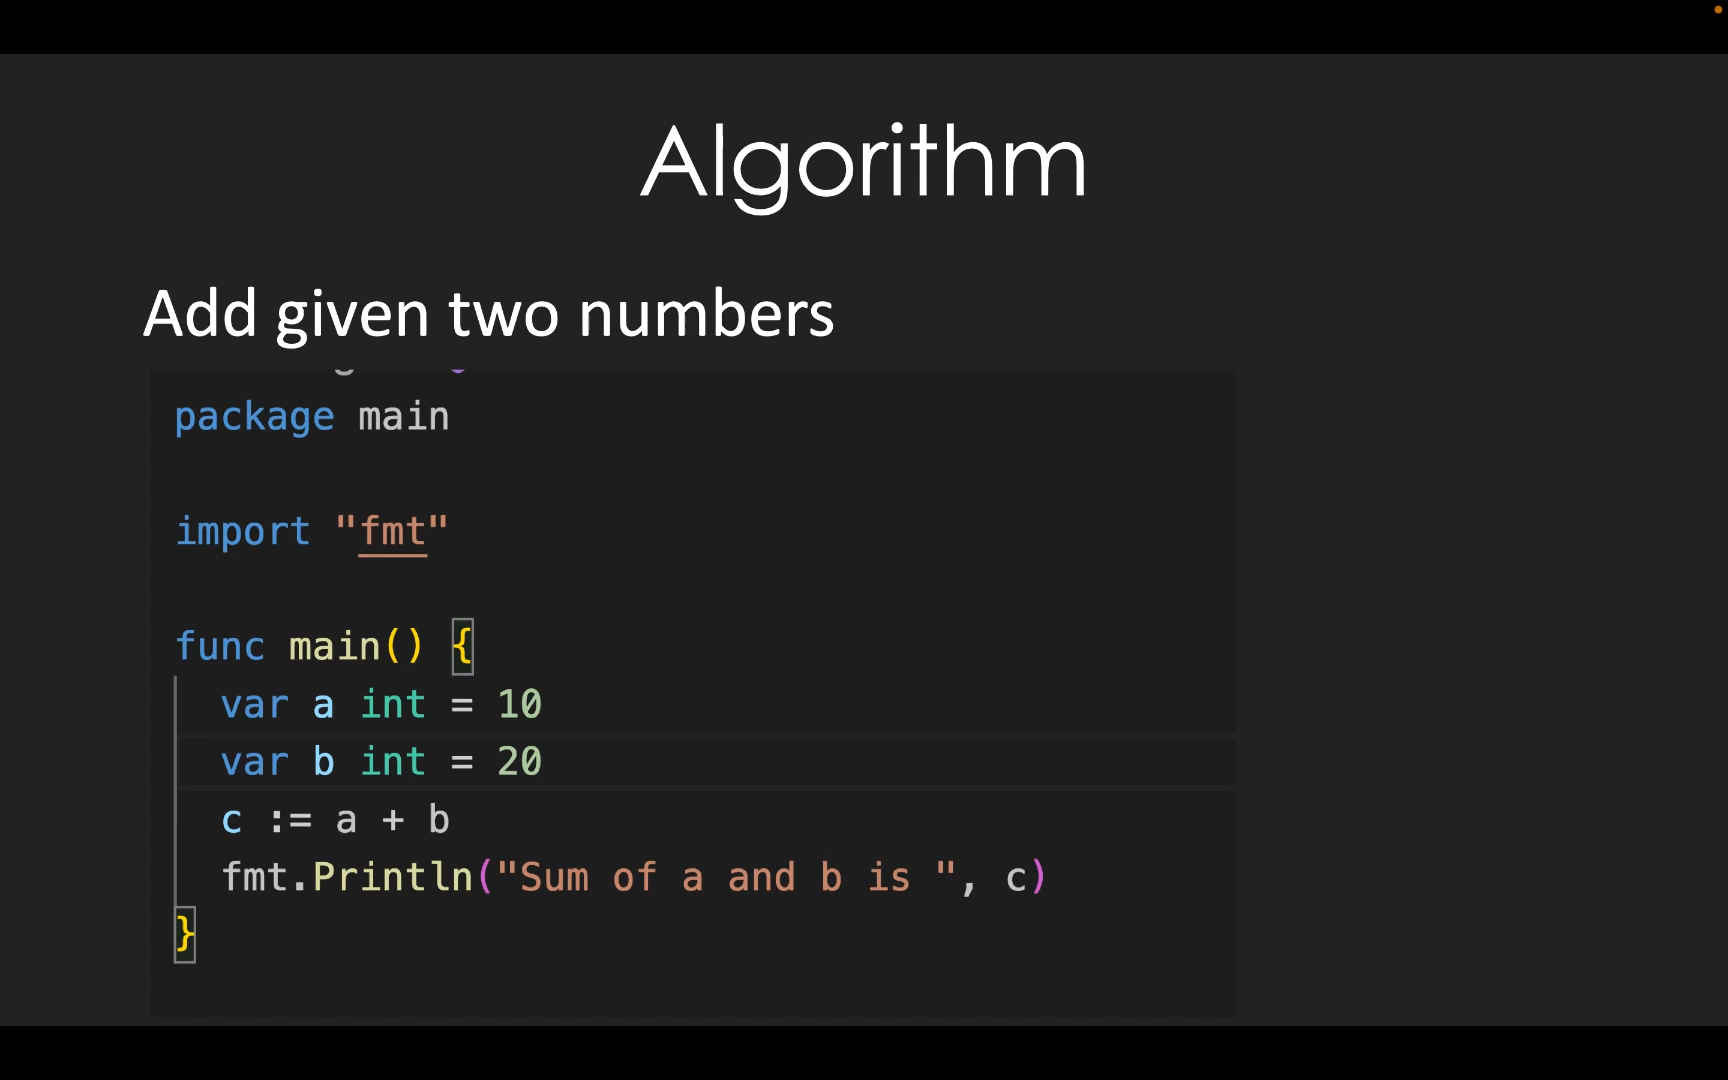 Algorithm
Add given two numbers
package main
import "fmt"
func main() {
var a int = 10
var b int = 20
c := a + b
fmt.Println("Sum of a and b is ", c)
}